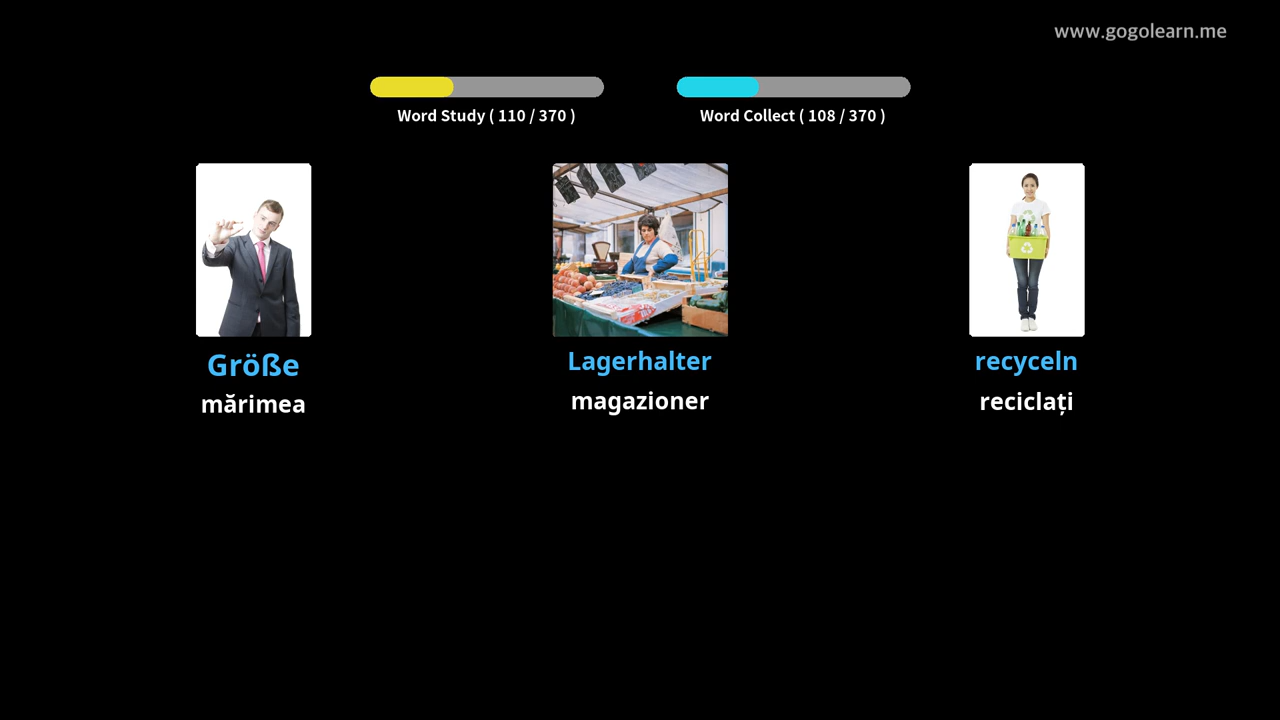 www.gogolearn.me
Word Study ( 110 / 370 )
Word Collect ( 108 / 370 )
Größe
mărimea
Lagerhalter
magazioner
recyceln
reciclați